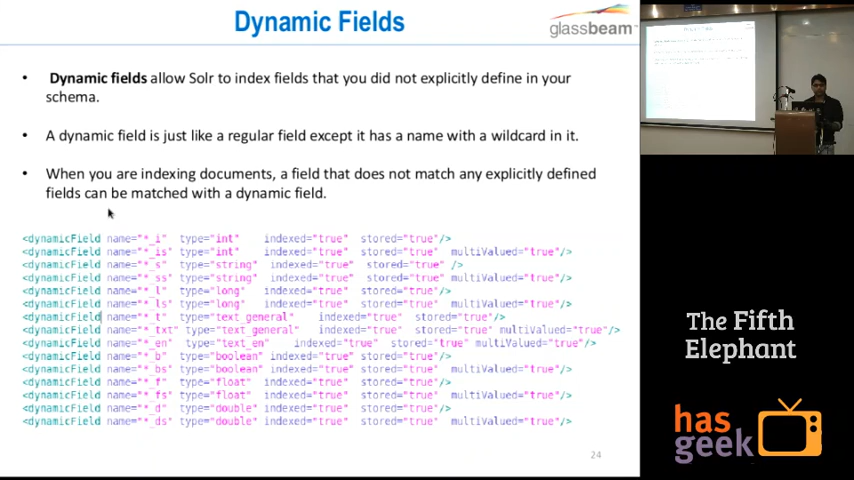 Dynamic Fields
glassbeam
• Dynamic fields allow Solr to index fields that you did not explicitly define in your
schema.
• A dynamic field is just like a regular field except it has a name with a wildcard in it.
• When you are indexing documents, a field that does not match any explicitly defined
fields can be matched with a dynamic field.
<dynamicField name="*_i" type="int" indexed="true" stored="true"/>
<dynamicField name="*_is" type="int" indexed="true" stored="true" multiValued="true"/>
<dynamicField name="*_s" type="string" indexed="true" stored="true" />
<dynamicField name="*_ss" type="string" indexed="true" stored="true" multiValued="true"/>
<dynamicField name="*_l" type="long" indexed="true" stored="true"/>
<dynamicField name="*_ls" type="long" indexed="true" stored="true" multiValued="true"/>
<dynamicField name="*_t" type="text_general" indexed="true" stored="true"/>
<dynamicField name="*_txt" type="text_general" indexed="true" stored="true" multiValued="true"/>
<dynamicField name="*_en" type="text_en" indexed="true" stored="true" multiValued="true"/>
<dynamicField name="*_b" type="boolean" indexed="true" stored="true"/>
<dynamicField name="*_bs" type="boolean" indexed="true" stored="true" multiValued="true"/>
<dynamicField name="*_f" type="float" indexed="true" stored="true"/>
<dynamicField name="*_fs" type="float" indexed="true" stored="true" multiValued="true"/>
<dynamicField name="*_d" type="double" indexed="true" stored="true"/>
<dynamicField name="*_ds" type="double" indexed="true" stored="true" multiValued="true"/>
24
The Fifth
Elephant
has
geek